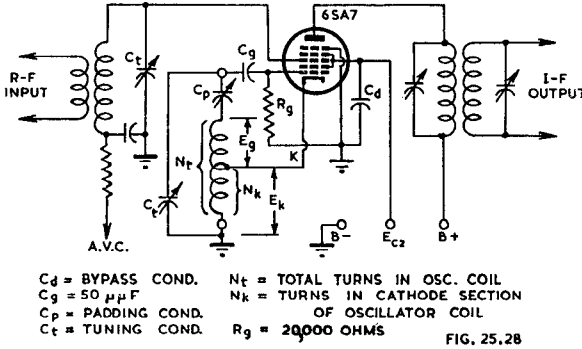 6SA7
R-F
INPUT
Ct
Cg
Cp
Rg
Cd
I-F
OUTPUT
Eg
Nt
K
Nk
Ek
Ct
A.V.C.
B-
EC2
B+
Cd = BYPASS COND. Nt = TOTAL TURNS IN OSC. COIL
Cg = 50 μμF Nk = TURNS IN CATHODE SECTION
Cp = PADDING COND. OF OSCILLATOR COIL
Ct = TUNING COND. Rg = 20,000 OHMS
FIG. 25.28